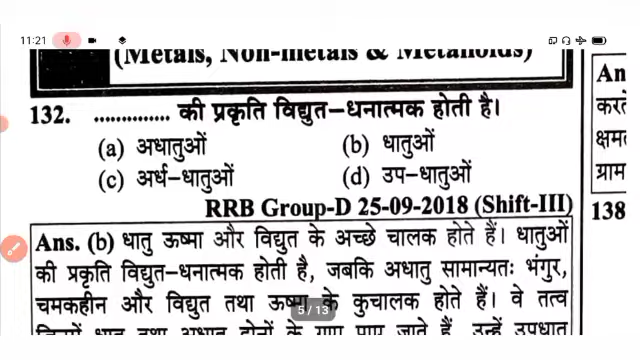 11:21
(Metals, Non-metals & Metalloids)
132. .............. की प्रकृति विद्युत–धनात्मक होती है।
(a) अधातुओं (b) धातुओं
(c) अर्ध–धातुओं (d) उप–धातुओं
RRB Group-D 25-09-2018 (Shift-III)
Ans. (b) धातु ऊष्मा और विद्युत के अच्छे चालक होते हैं। धातुओं
की प्रकृति विद्युत–धनात्मक होती है, जबकि अधातु सामान्यतः भंगुर,
चमकहीन और विद्युत तथा ऊष्मा के कुचालक होते हैं। वे तत्व
5 / 13
An
करते
ग्राम
138